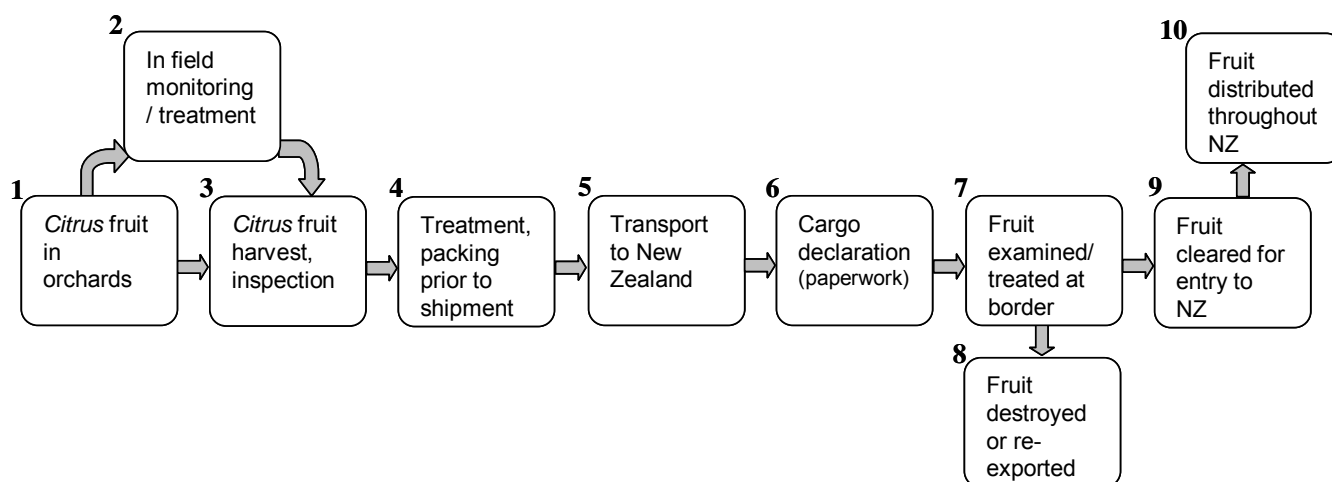 1
Citrus fruit
in
orchards
2
In field
monitoring
/ treatment
3
Citrus fruit
harvest,
inspection
4
Treatment,
packing
prior to
shipment
5
Transport
to New
Zealand
6
Cargo
declaration
(paperwork)
7
Fruit
examined/
treated at
border
8
Fruit
destroyed
or re-
exported
9
Fruit
cleared for
entry to
NZ
10
Fruit
distributed
throughout
NZ